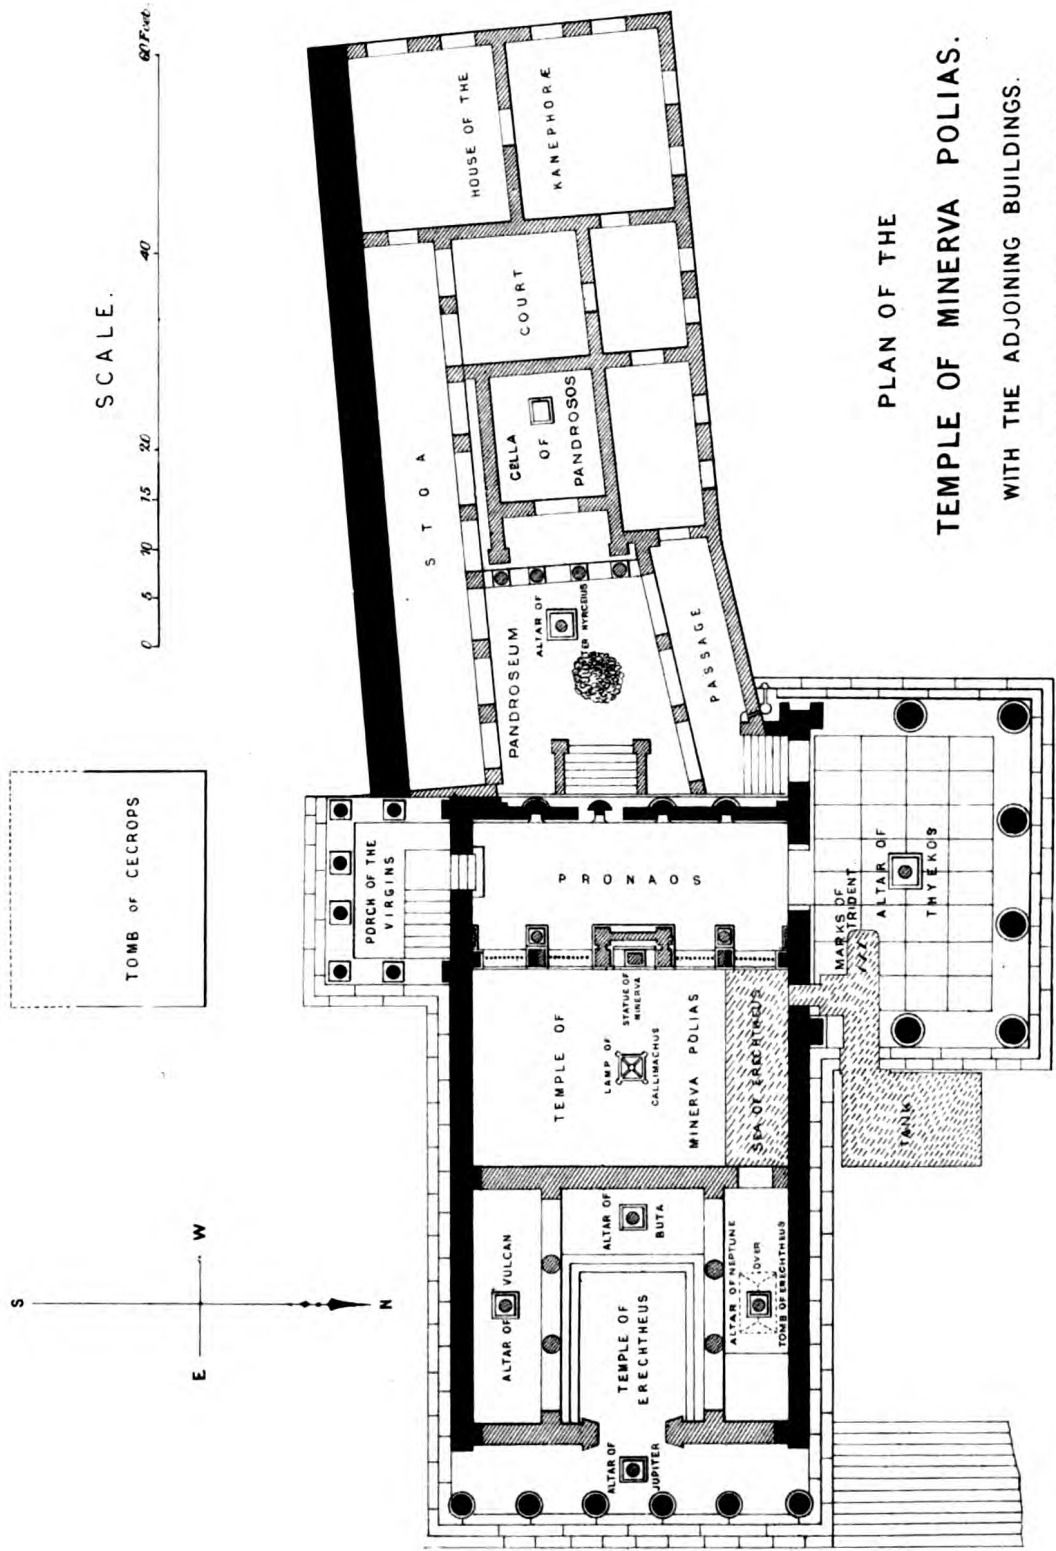 PLAN OF THE
TEMPLE OF MINERVA POLIAS.
WITH THE ADJOINING BUILDINGS.
SCALE.
0 5 10 15 20 40 60 Feet
S
E
W
N
TOMB OF CECROPS
PORCH OF THE
VIRGINS
STOA
HOUSE OF THE
KANEPHORÆ
COURT
CELLA
OF
PANDROSOS
PANDROSEUM
ALTAR OF
PASSAGE
PRONAOS
MARKS OF
TRIDENT
ALTAR OF
THYEKOS
TEMPLE OF
MINERVA POLIAS
STATUE OF
MINERVA
LAMP OF
CALLIMACHUS
SEA OF ERECHTHEUS
TANK
ALTAR OF VULCAN
ALTAR OF
BUTA
TEMPLE OF
ERECHTHEUS
ALTAR OF NEPTUNE
OVER
TOMB OF ERECHTHEUS
ALTAR OF
JUPITER